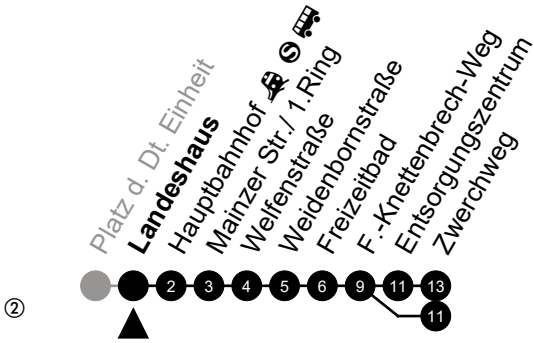 Platz d. Dt. Einheit
Landeshaus
Hauptbahnhof S
Mainzer Str./ 1.Ring
Welfenstraße
Weidenbornstraße
Freizeitbad
F.-Knettenbrech-Weg
Entsorgungszentrum
Zwerchweg
2 3 4 5 6 9 11 13
② 11